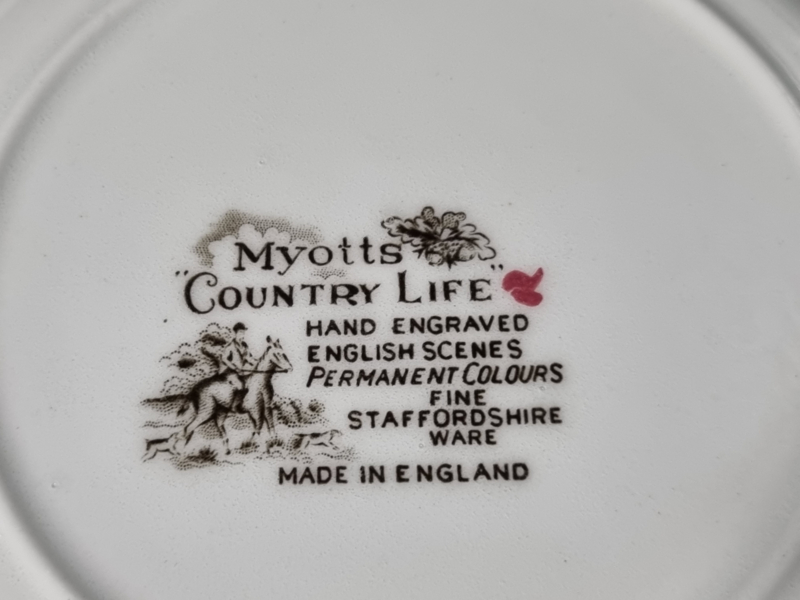 Myotts
"COUNTRY LIFE"
HAND ENGRAVED
ENGLISH SCENES
PERMANENT COLOURS
FINE
STAFFORDSHIRE
WARE
MADE IN ENGLAND